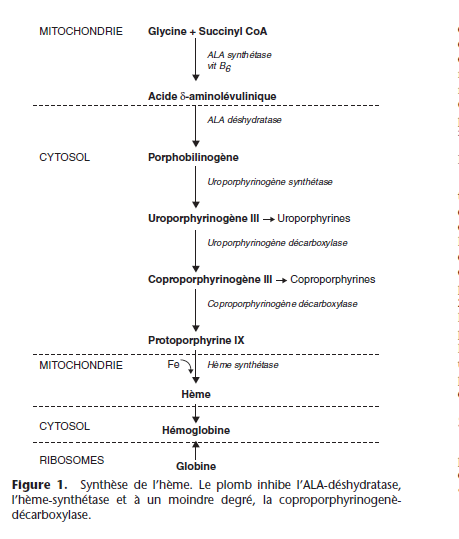 MITOCHONDRIE Glycine + Succinyl CoA
ALA synthétase
vit B6
Acide δ-aminolévulinique
ALA déshydratase
CYTOSOL Porphobilinogène
Uroporphyrinogène synthétase
Uroporphyrinogène III → Uroporphyrines
Uroporphyrinogène décarboxylase
Coproporphyrinogène III → Coproporphyrines
Coproporphyrinogène décarboxylase
Protoporphyrine IX
MITOCHONDRIE Fe Hème synthétase
Hème
CYTOSOL Hémoglobine
RIBOSOMES Globine
Figure 1. Synthèse de l'hème. Le plomb inhibe l'ALA-déshydratase,
l'hème-synthétase et à un moindre degré, la coproporphyrinogenè-
décarboxylase.